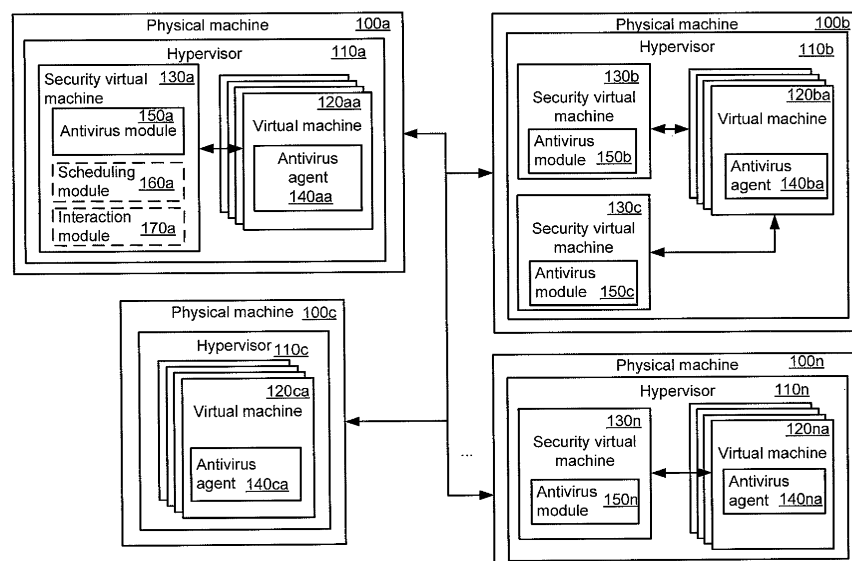 Physical machine 100a
Hypervisor 110a
130a
Security virtual
machine
150a
Antivirus module
Scheduling
module 160a
Interaction
module 170a
120aa
Virtual machine
Antivirus
agent
140aa
Physical machine 100b
Hypervisor 110b
130b
Security virtual
machine
Antivirus
module 150b
120ba
Virtual
machine
Antivirus
agent 140ba
130c
Security virtual
machine
Antivirus
module 150c
Physical machine 100c
Hypervisor
110c
120ca
Virtual machine
Antivirus
agent 140ca
...
Physical machine 100n
Hypervisor 110n
130n
Security virtual
machine
Antivirus
module 150n
120na
Virtual machine
Antivirus
agent 140na